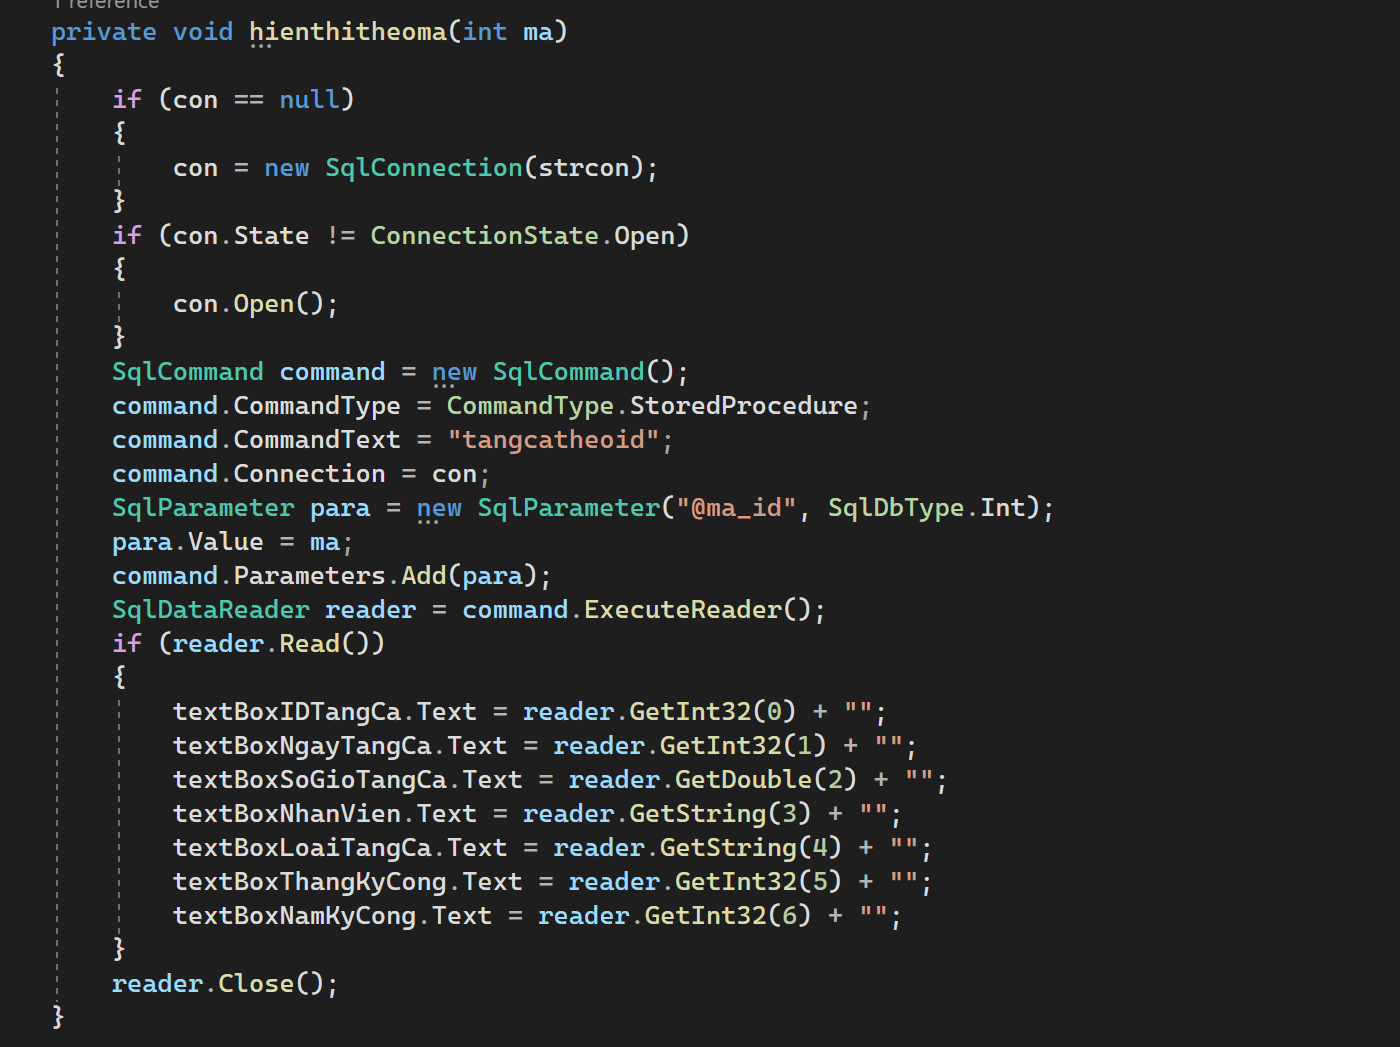 1 reference
private void hienthitheoma(int ma)
{
if (con == null)
{
con = new SqlConnection(strcon);
}
if (con.State != ConnectionState.Open)
{
con.Open();
}
SqlCommand command = new SqlCommand();
command.CommandType = CommandType.StoredProcedure;
command.CommandText = "tangcatheoid";
command.Connection = con;
SqlParameter para = new SqlParameter("@ma_id", SqlDbType.Int);
para.Value = ma;
command.Parameters.Add(para);
SqlDataReader reader = command.ExecuteReader();
if (reader.Read())
{
textBoxIDTangCa.Text = reader.GetInt32(0) + "";
textBoxNgayTangCa.Text = reader.GetInt32(1) + "";
textBoxSoGioTangCa.Text = reader.GetDouble(2) + "";
textBoxNhanVien.Text = reader.GetString(3) + "";
textBoxLoaiTangCa.Text = reader.GetString(4) + "";
textBoxThangKyCong.Text = reader.GetInt32(5) + "";
textBoxNamKyCong.Text = reader.GetInt32(6) + "";
}
reader.Close();
}